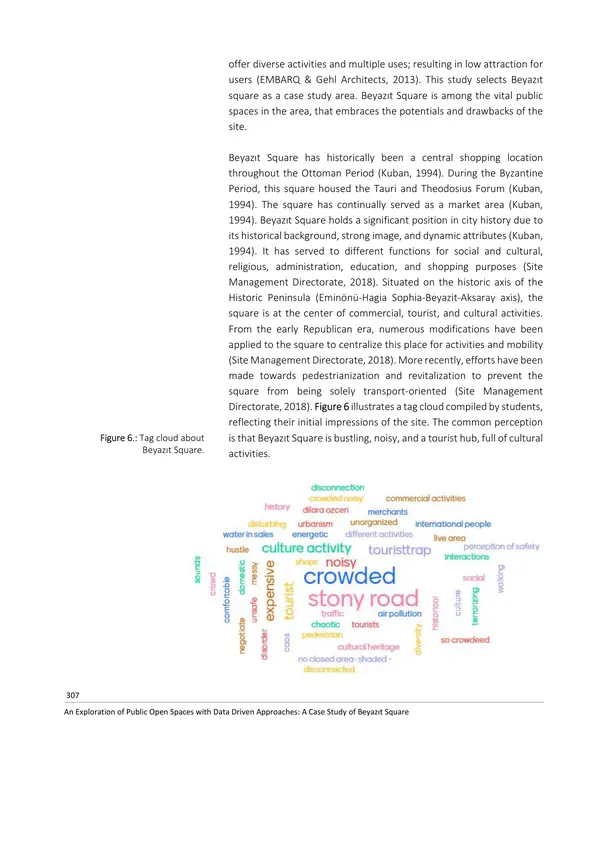 offer diverse activities and multiple uses; resulting in low attraction for
users (EMBARQ & Gehl Architects, 2013). This study selects Beyazıt
square as a case study area. Beyazıt Square is among the vital public
spaces in the area, that embraces the potentials and drawbacks of the
site.
Beyazıt Square has historically been a central shopping location
throughout the Ottoman Period (Kuban, 1994). During the Byzantine
Period, this square housed the Tauri and Theodosius Forum (Kuban,
1994). The square has continually served as a market area (Kuban,
1994). Beyazıt Square holds a significant position in city history due to
its historical background, strong image, and dynamic attributes (Kuban,
1994). It has served to different functions for social and cultural,
religious, administration, education, and shopping purposes (Site
Management Directorate, 2018). Situated on the historic axis of the
Historic Peninsula (Eminönü-Hagia Sophia-Beyazit-Aksaray axis), the
square is at the center of commercial, tourist, and cultural activities.
From the early Republican era, numerous modifications have been
applied to the square to centralize this place for activities and mobility
(Site Management Directorate, 2018). More recently, efforts have been
made towards pedestrianization and revitalization to prevent the
square from being solely transport-oriented (Site Management
Directorate, 2018). Figure 6 illustrates a tag cloud compiled by students,
reflecting their initial impressions of the site. The common perception
is that Beyazıt Square is bustling, noisy, and a tourist hub, full of cultural
activities.
Figure 6.: Tag cloud about
Beyazıt Square.
disconnection
crowded noisy
commercial activities
history
dilara ozceri
merchants
disturbing
urbanism
unorganized
international people
water in sales
energetic
different activities
live area
hustle
culture activity
touristtrap
perception of safety
interactions
sounds
crowd
comfortable
domestic
messy
expensive
shops
noisy
crowded
tourist
stony road
social
walking
negotiate
unsafe
disorder
caos
traffic
air pollution
historical
culture
terrorizing
chaotic
tourists
pedestrian
diversity
so crowdeed
cultural heritage
no closed area- shaded -
disconnected
307
An Exploration of Public Open Spaces with Data Driven Approaches: A Case Study of Beyazıt Square